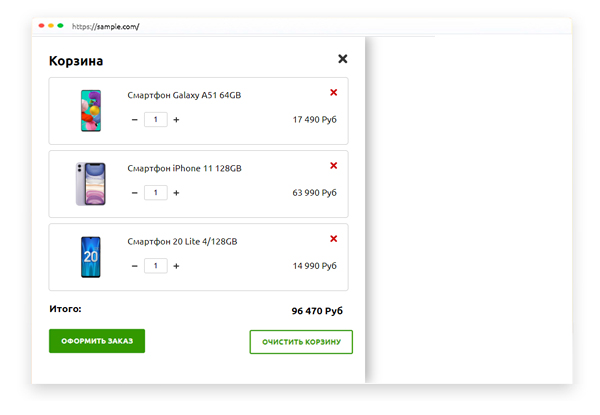 https://sample.com/
Корзина
Смартфон Galaxy A51 64GB
− 1 +
17 490 Руб
Смартфон iPhone 11 128GB
− 1 +
63 990 Руб
20
Смартфон 20 Lite 4/128GB
− 1 +
14 990 Руб
Итого:
96 470 Руб
ОФОРМИТЬ ЗАКАЗ
ОЧИСТИТЬ КОРЗИНУ